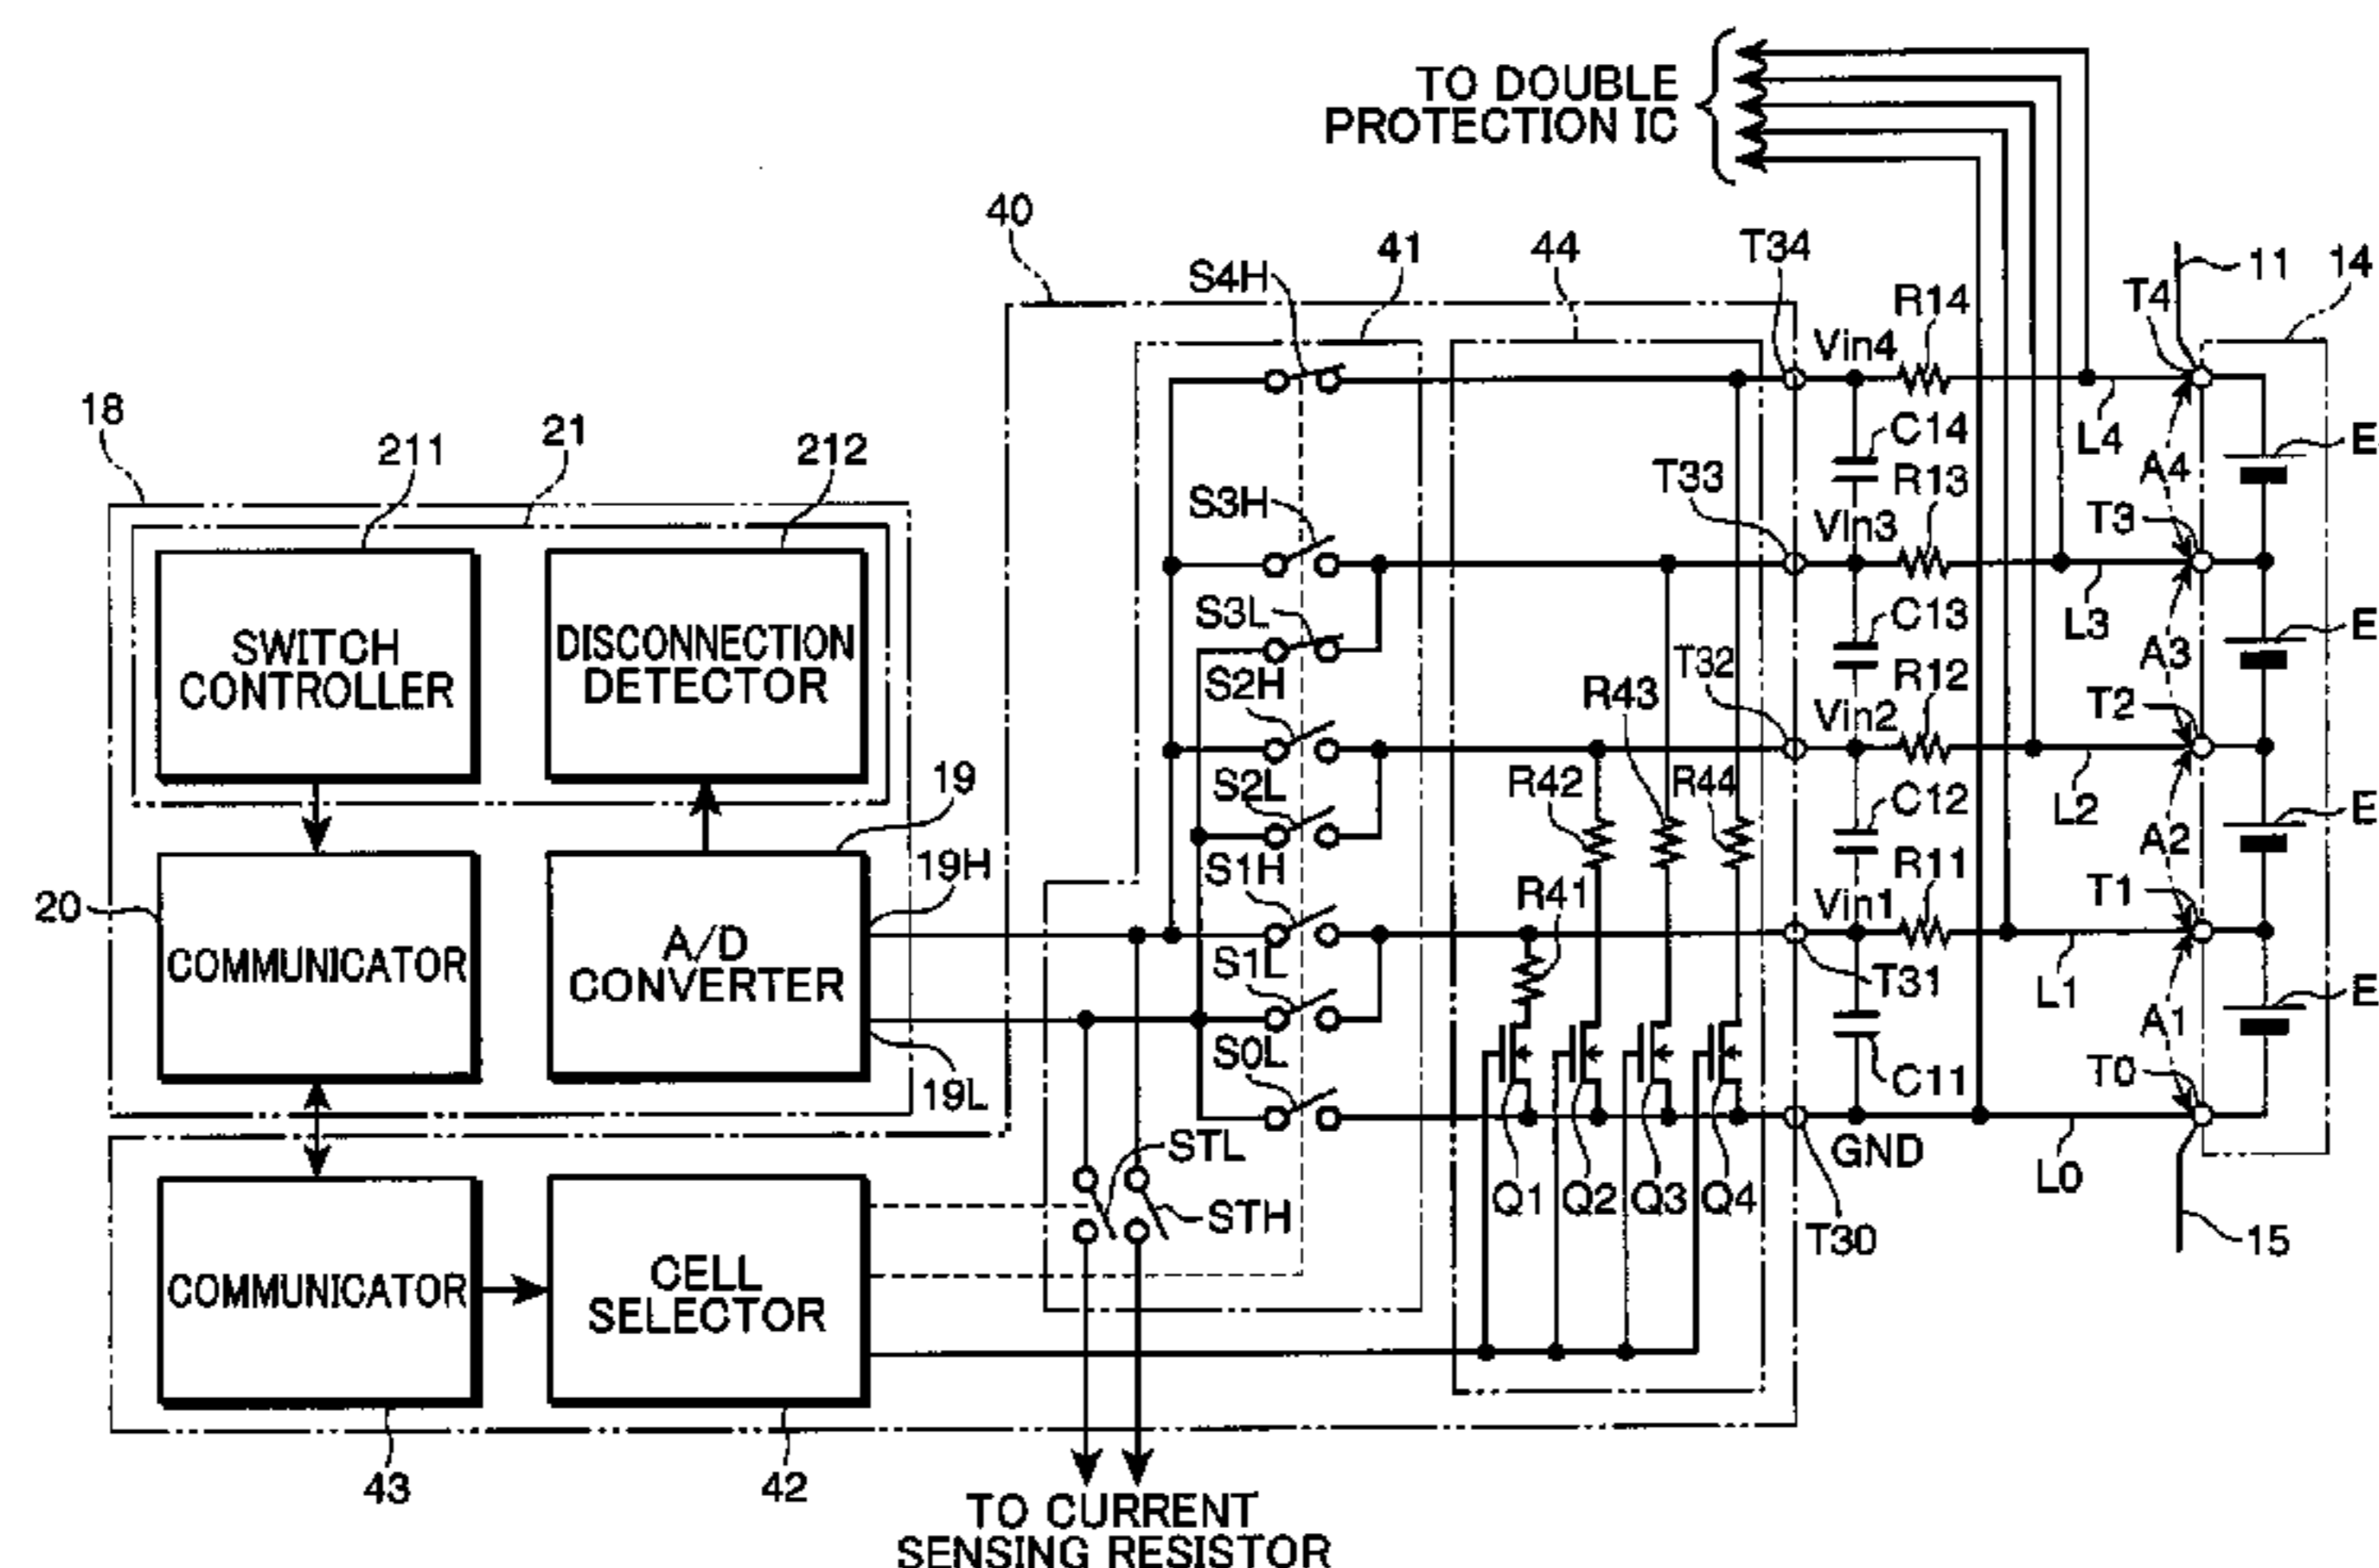 TO DOUBLE
PROTECTION IC
40
41
44
T34
11
14
S4H
T4
R14
Vin4
18
21
211
212
C14
L4
E
T33
A4
R13
S3H
Vin3
T3
SWITCH
CONTROLLER
DISCONNECTION
DETECTOR
S3L
C13
L3
E
T32
A3
S2H
R43
R12
Vin2
T2
19
S2L
R42
R44
C12
L2
E
19H
S1H
A2
R11
R41
Vin1
T1
20
COMMUNICATOR
A/D
CONVERTER
S1L
T31
L1
E
A1
S0L
C11
T0
19L
STL
GND
L0
Q1
Q2
Q3
Q4
STH
T30
15
COMMUNICATOR
CELL
SELECTOR
43
42
TO CURRENT
SENSING RESISTOR